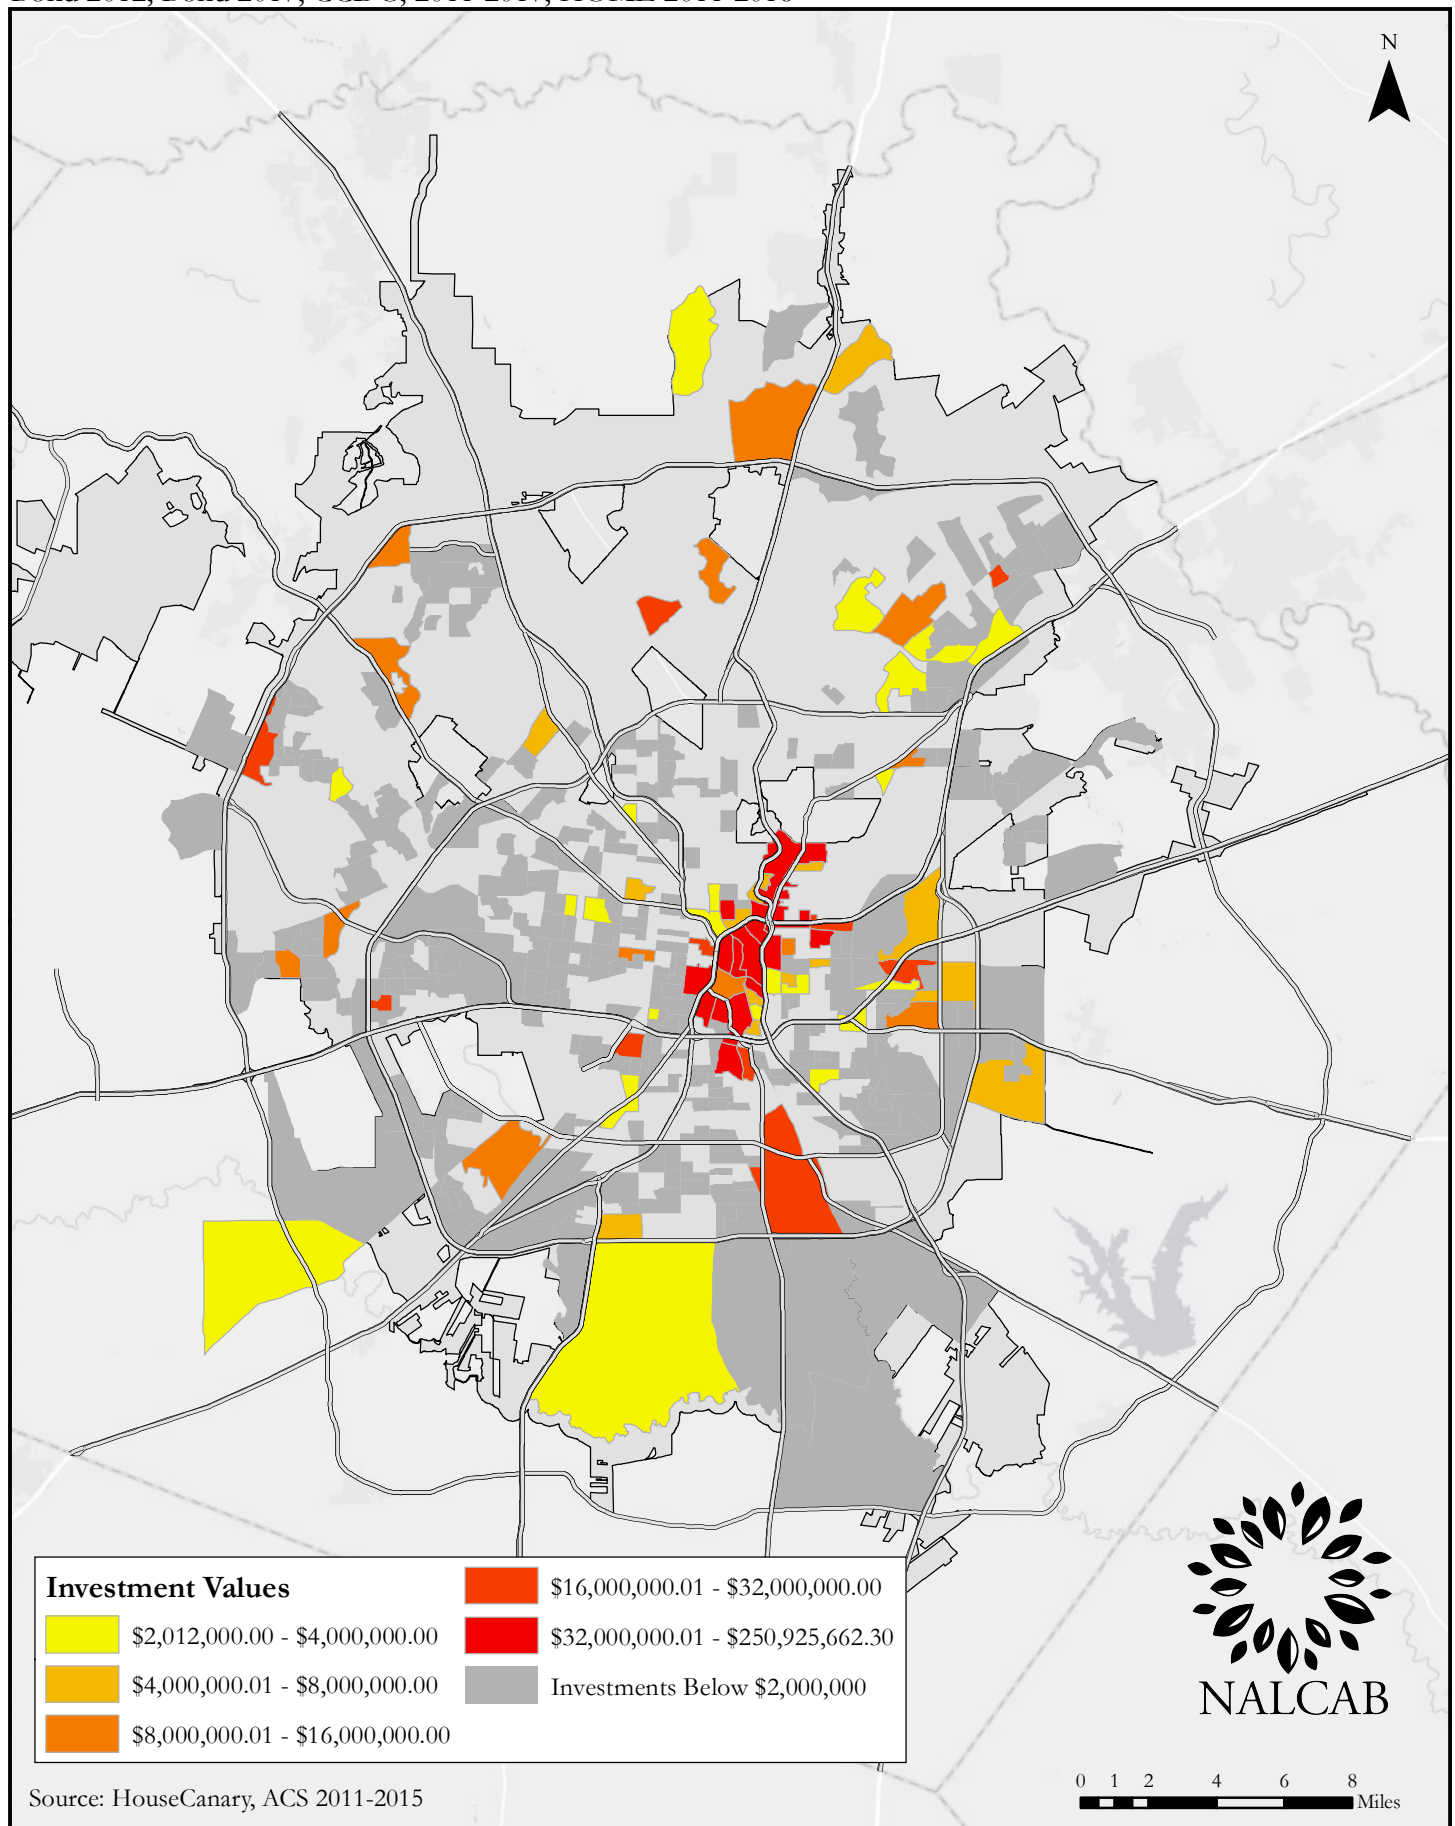 N
Investment Values
$2,012,000.00 - $4,000,000.00
$4,000,000.01 - $8,000,000.00
$8,000,000.01 - $16,000,000.00
$16,000,000.01 - $32,000,000.00
$32,000,000.01 - $250,925,662.30
Investments Below $2,000,000
NALCAB
Source: HouseCanary, ACS 2011-2015
0 1 2 4 6 8
Miles